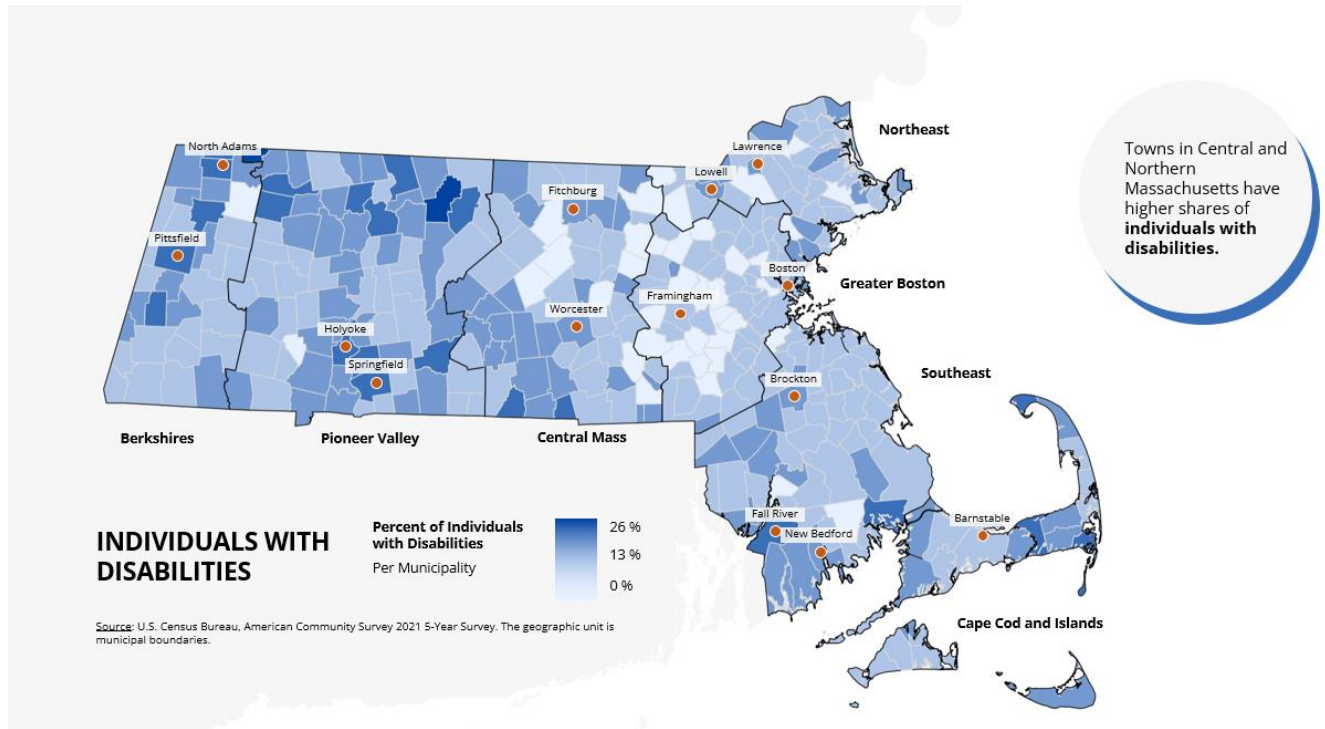 Northeast
North Adams
Lawrence
Lowell
Fitchburg
Towns in Central and
Northern
Massachusetts have
higher shares of
individuals with
disabilities.
Pittsfield
Boston
Greater Boston
Framingham
Worcester
Holyoke
Springfield
Southeast
Brockton
Berkshires
Pioneer Valley
Central Mass
Fall River
New Bedford
Barnstable
Cape Cod and Islands
INDIVIDUALS WITH
DISABILITIES
Percent of Individuals
with Disabilities
Per Municipality
26 %
13 %
0 %
Source: U.S. Census Bureau, American Community Survey 2021 5-Year Survey. The geographic unit is
municipal boundaries.